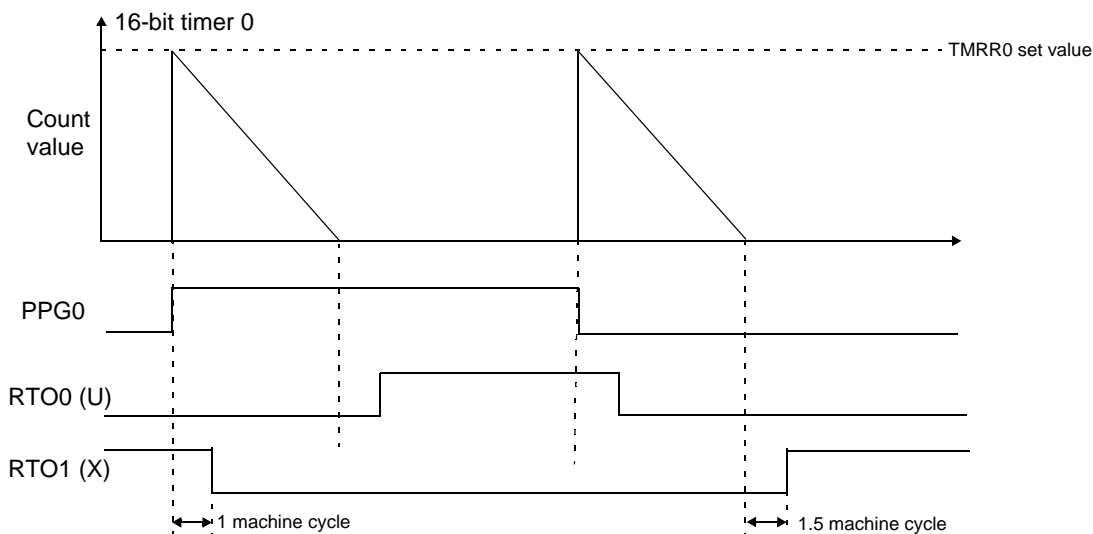 16-bit timer 0
TMRR0 set value
Count
value
PPG0
RTO0 (U)
RTO1 (X)
1 machine cycle
1.5 machine cycle